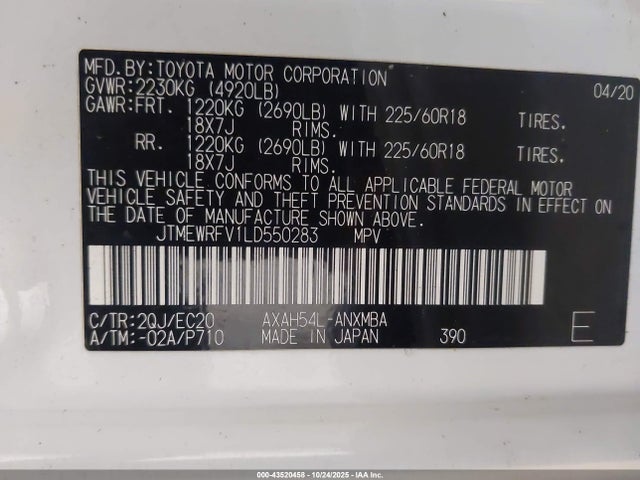 MFD.BY:TOYOTA MOTOR CORPORATION 04/20
GVWR:2230KG (4920LB)
GAWR:FRT. 1220KG (2690LB) WITH 225/60R18 TIRES.
18X7J RIMS.
RR. 1220KG (2690LB) WITH 225/60R18 TIRES.
18X7J RIMS.
THIS VEHICLE CONFORMS TO ALL APPLICABLE FEDERAL MOTOR
VEHICLE SAFETY AND THEFT PREVENTION STANDARDS IN EFFECT ON
THE DATE OF MANUFACTURE SHOWN ABOVE.
JTMEWRFV1LD550283 MPV
C/TR:2QJ/EC20 AXAH54L-ANXMBA
A/TM:-02A/P710 MADE IN JAPAN 390 E
000-43520458 - 10/24/2025 - IAA Inc.